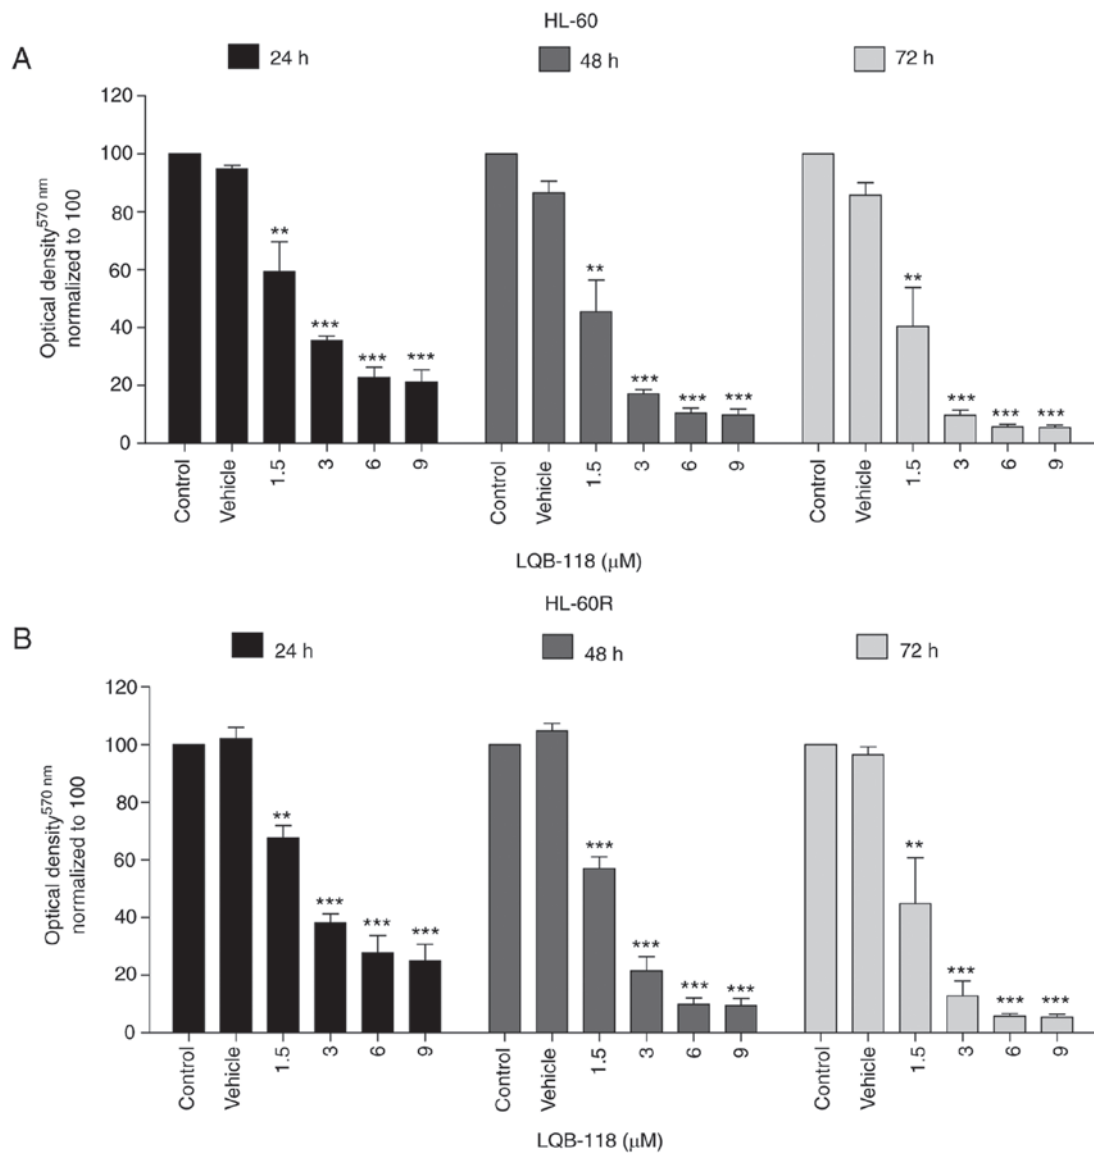 HL-60
A
24 h
48 h
72 h
120
100
80
60
40
20
0
Optical density570 nm
normalized to 100
**
***
***
***
**
***
***
***
**
***
***
***
Control
Vehicle
1.5
3
6
9
Control
Vehicle
1.5
3
6
9
Control
Vehicle
1.5
3
6
9
LQB-118 (μM)
HL-60R
B
24 h
48 h
72 h
120
100
80
60
40
20
0
Optical density570 nm
normalized to 100
**
***
***
***
***
***
***
***
**
***
***
***
Control
Vehicle
1.5
3
6
9
Control
Vehicle
1.5
3
6
9
Control
Vehicle
1.5
3
6
9
LQB-118 (μM)